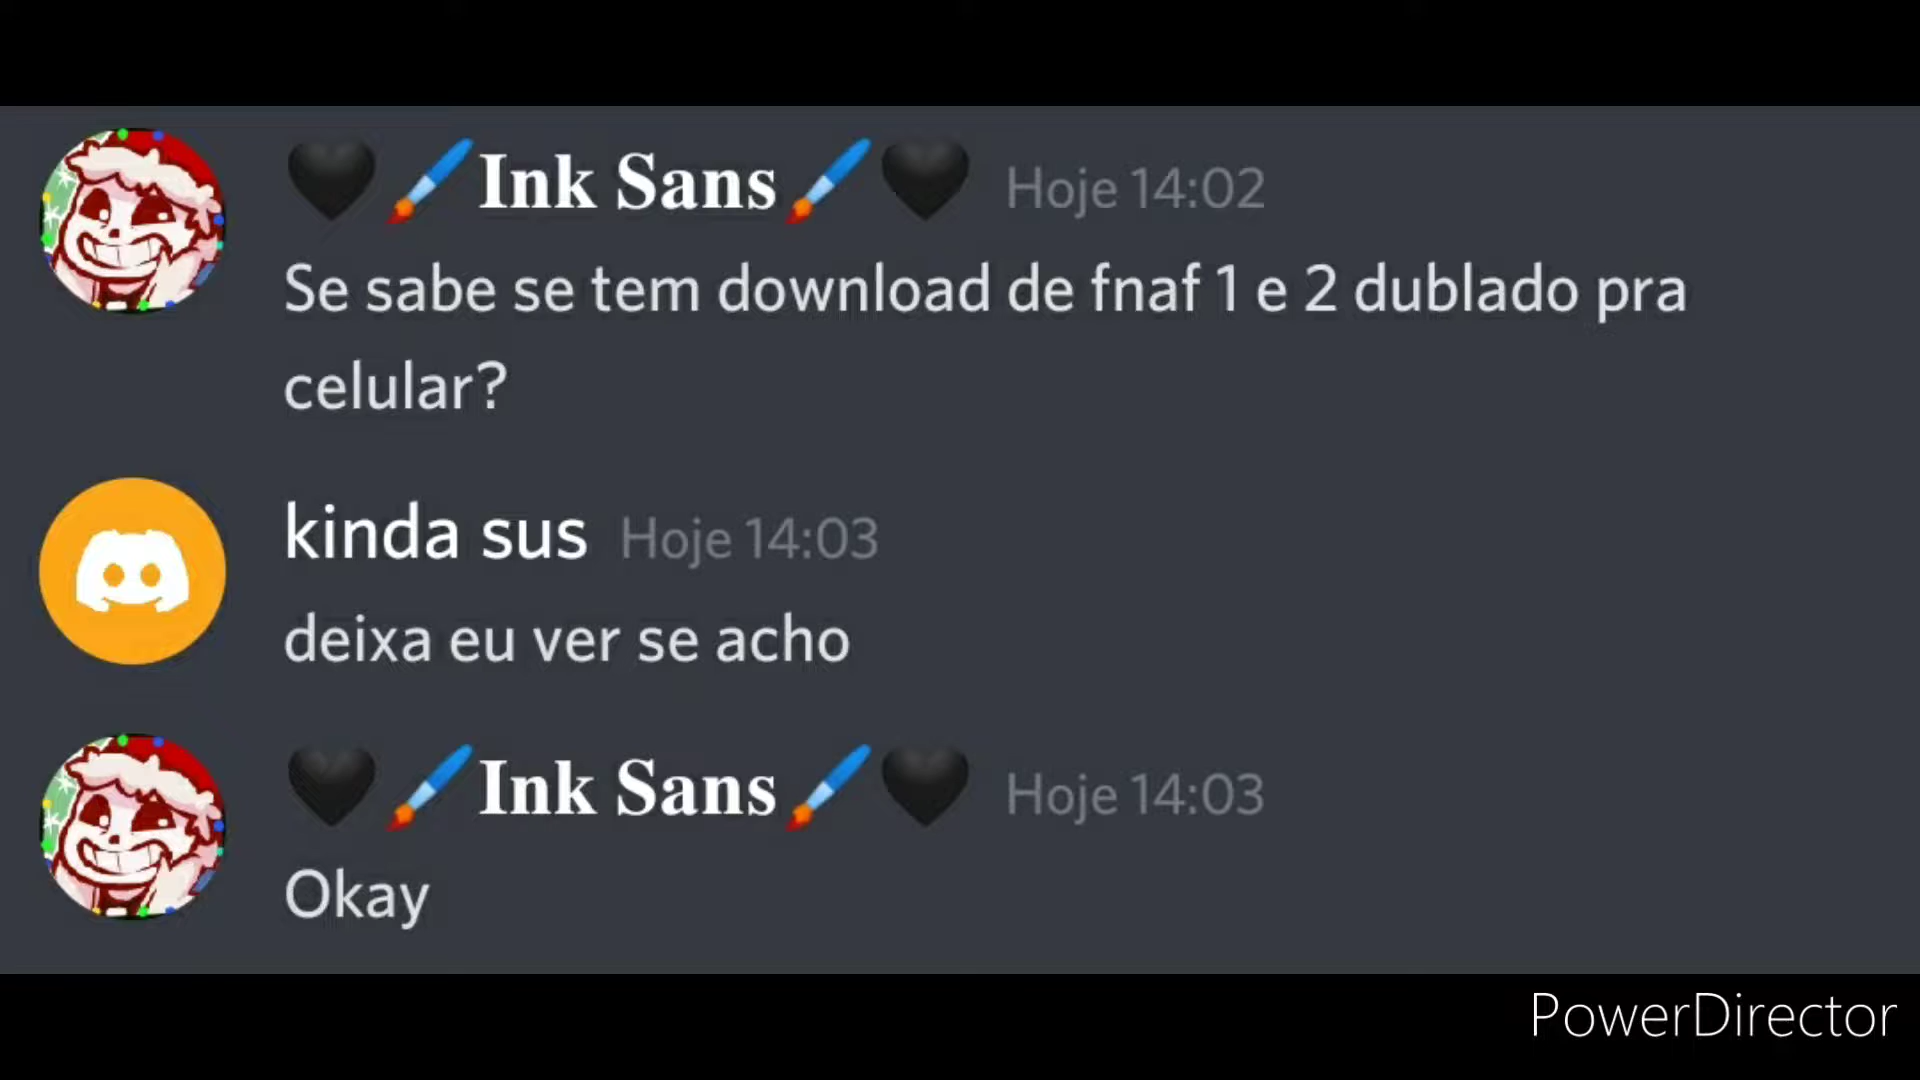 🖤🖌️Ink Sans🖌️🖤 Hoje 14:02
Se sabe se tem download de fnaf 1 e 2 dublado pra
celular?
kinda sus Hoje 14:03
deixa eu ver se acho
🖤🖌️Ink Sans🖌️🖤 Hoje 14:03
Okay
PowerDirector